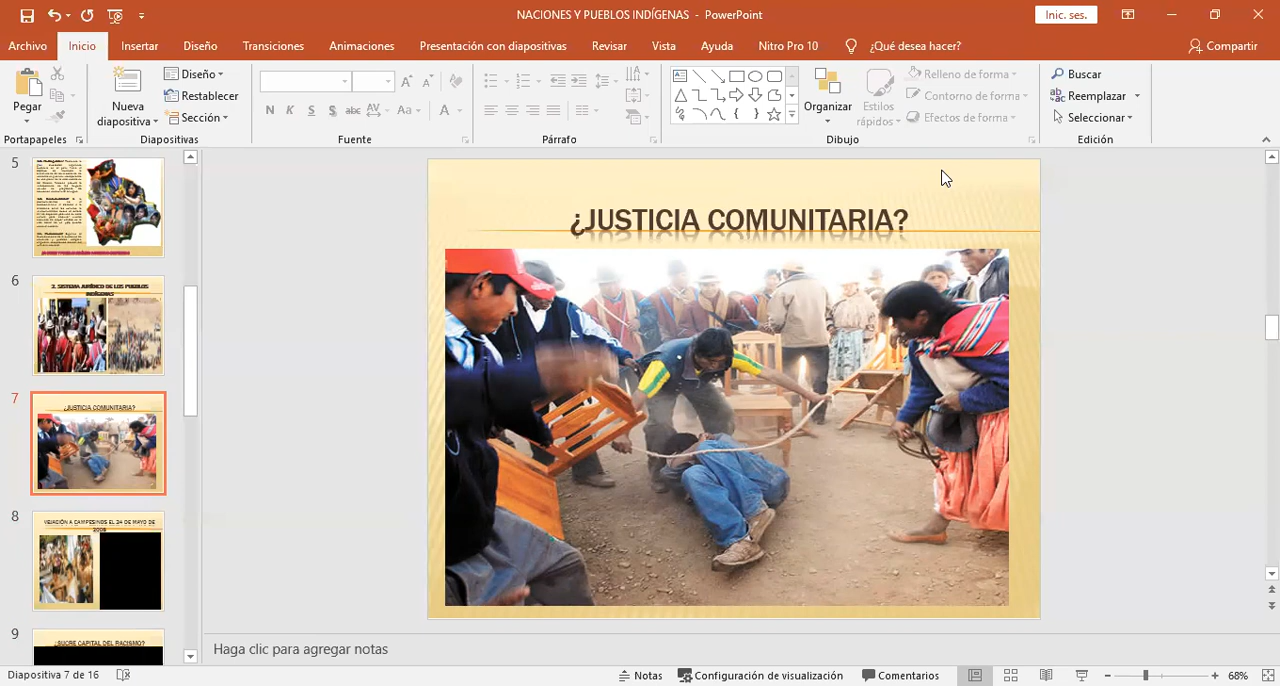 NACIONES Y PUEBLOS INDÍGENAS - PowerPoint
Inic. ses.
Archivo Inicio Insertar Diseño Transiciones Animaciones Presentación con diapositivas Revisar Vista Ayuda Nitro Pro 10 ¿Qué desea hacer? Compartir
Pegar
Nueva diapositiva
Diseño
Restablecer
Sección
N K S S abc AV Aa A
Organizar
Estilos rápidos
Relleno de forma
Contorno de forma
Efectos de forma
Buscar
Reemplazar
Seleccionar
Portapapeles Diapositivas Fuente Párrafo Dibujo Edición
5
6
3. SISTEMA JURÍDICO DE LOS PUEBLOS
INDÍGENAS
7
¿JUSTICIA COMUNITARIA?
8
VEJACIÓN A CAMPESINOS EL 24 DE MAYO DE
2008
9
¿SUCRE CAPITAL DEL RACISMO?
¿JUSTICIA COMUNITARIA?
Haga clic para agregar notas
Diapositiva 7 de 16 Notas Configuración de visualización Comentarios 68%